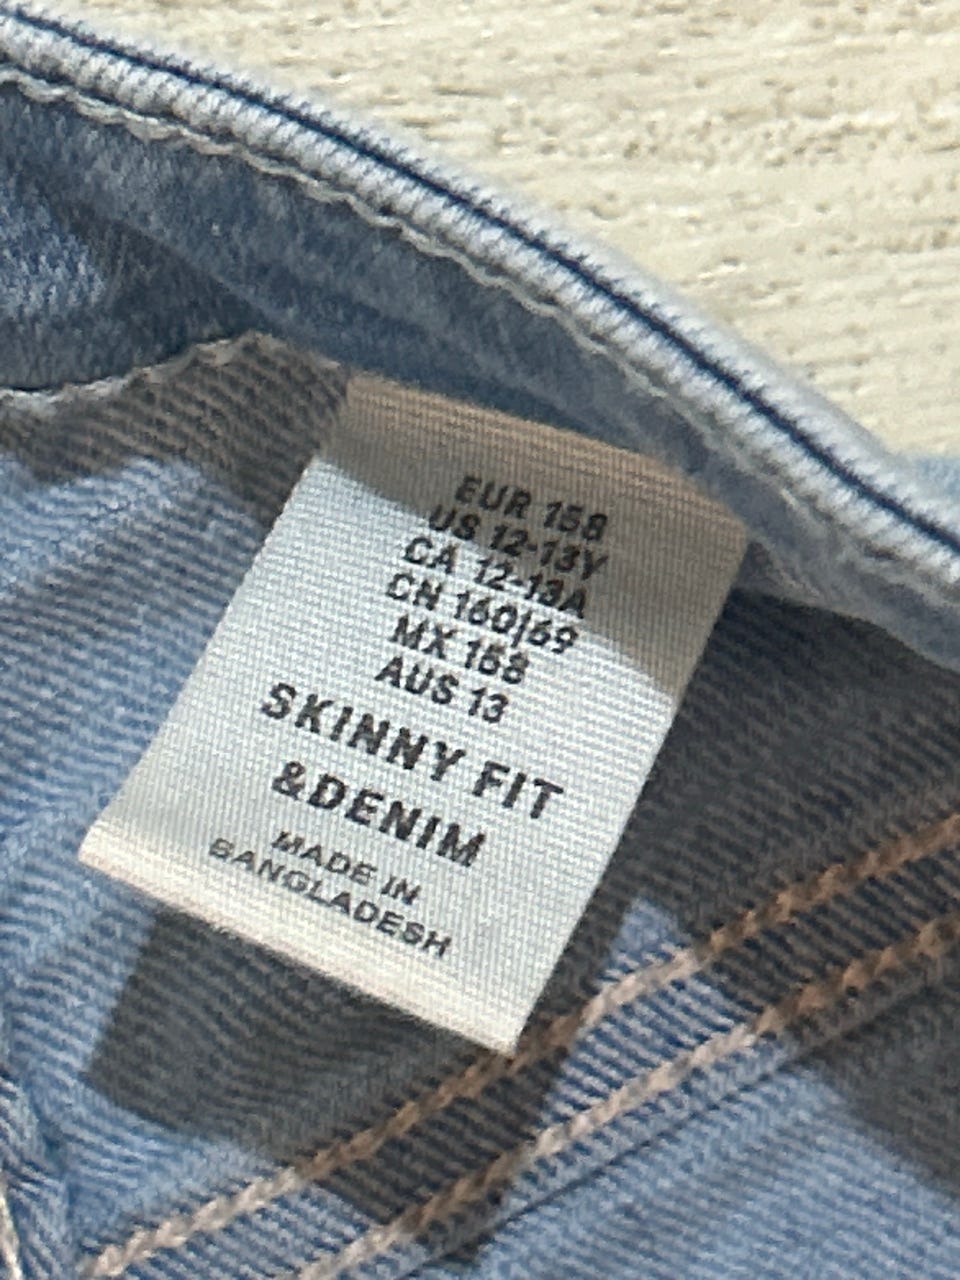 EUR 158
US 12-13Y
CA 12-13A
CH 160|69
MX 158
AUS 13
SKINNY FIT
&DENIM
MADE IN
BANGLADESH